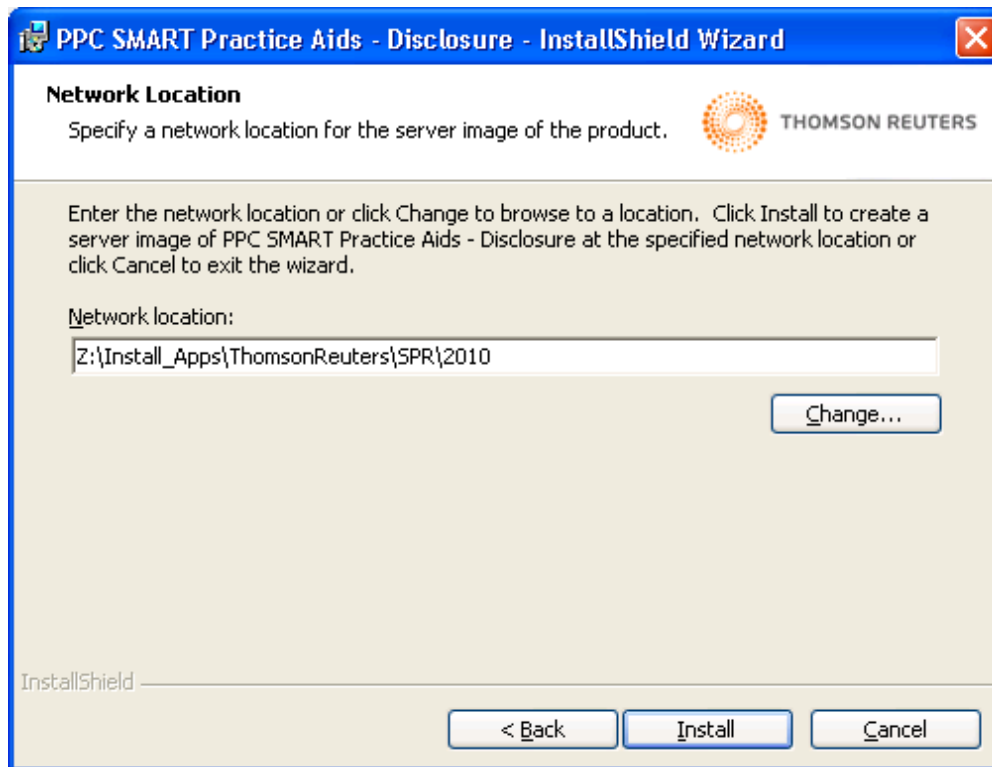 PPC SMART Practice Aids - Disclosure - InstallShield Wizard
Network Location
Specify a network location for the server image of the product.
THOMSON REUTERS
Enter the network location or click Change to browse to a location.  Click Install to create a
server image of PPC SMART Practice Aids - Disclosure at the specified network location or
click Cancel to exit the wizard.
Network location:
Z:\Install_Apps\ThomsonReuters\SPR\2010
Change...
InstallShield
< Back
Install
Cancel